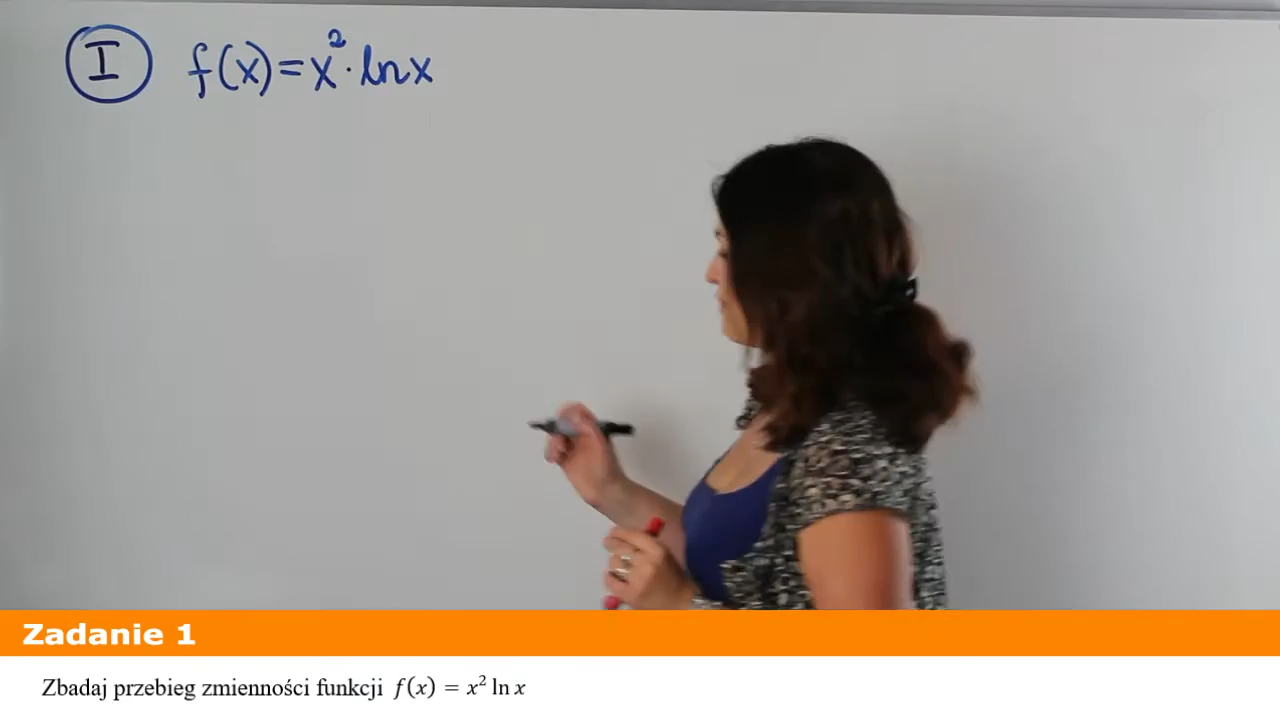 I f(x)=x²·lnx
Zadanie 1
Zbadaj przebieg zmienności funkcji f(x) = x² ln x